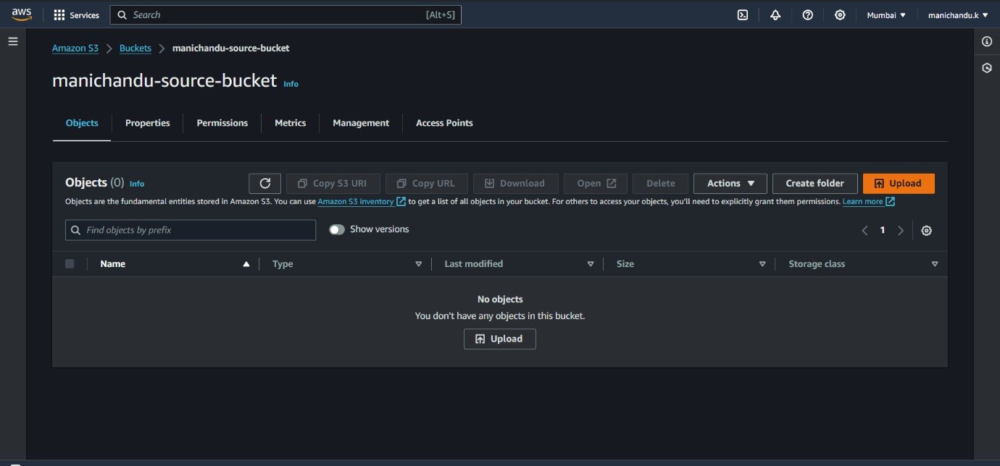 aws Services Search [Alt+S] Mumbai ▼ manichandu.k ▼
Amazon S3 > Buckets > manichandu-source-bucket
manichandu-source-bucket Info
Objects Properties Permissions Metrics Management Access Points
Objects (0) Info Copy S3 URI Copy URL Download Open Delete Actions ▼ Create folder Upload
Objects are the fundamental entities stored in Amazon S3. You can use Amazon S3 inventory to get a list of all objects in your bucket. For others to access your objects, you'll need to explicitly grant them permissions. Learn more
Find objects by prefix Show versions < 1 >
Name ▲ Type ▽ Last modified ▽ Size ▽ Storage class ▽
No objects
You don't have any objects in this bucket.
Upload